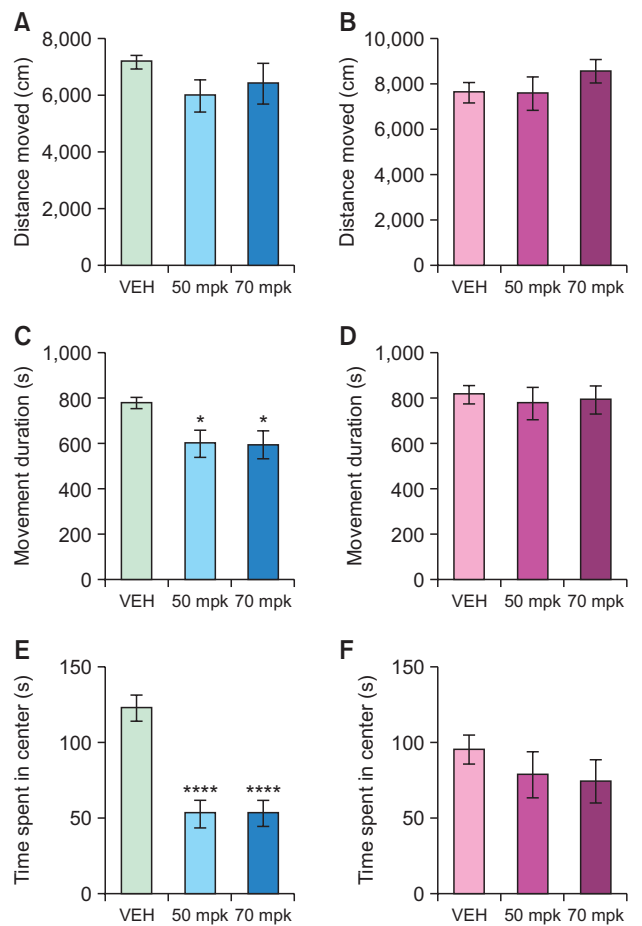 A
Distance moved (cm)
8,000
6,000
4,000
2,000
0
VEH 50 mpk 70 mpk
B
Distance moved (cm)
10,000
8,000
6,000
4,000
2,000
0
VEH 50 mpk 70 mpk
C
Movement duration (s)
1,000
800
600
400
200
0
* *
VEH 50 mpk 70 mpk
D
Movement duration (s)
1,000
800
600
400
200
0
VEH 50 mpk 70 mpk
E
Time spent in center (s)
150
100
50
0
**** ****
VEH 50 mpk 70 mpk
F
Time spent in center (s)
150
100
50
0
VEH 50 mpk 70 mpk